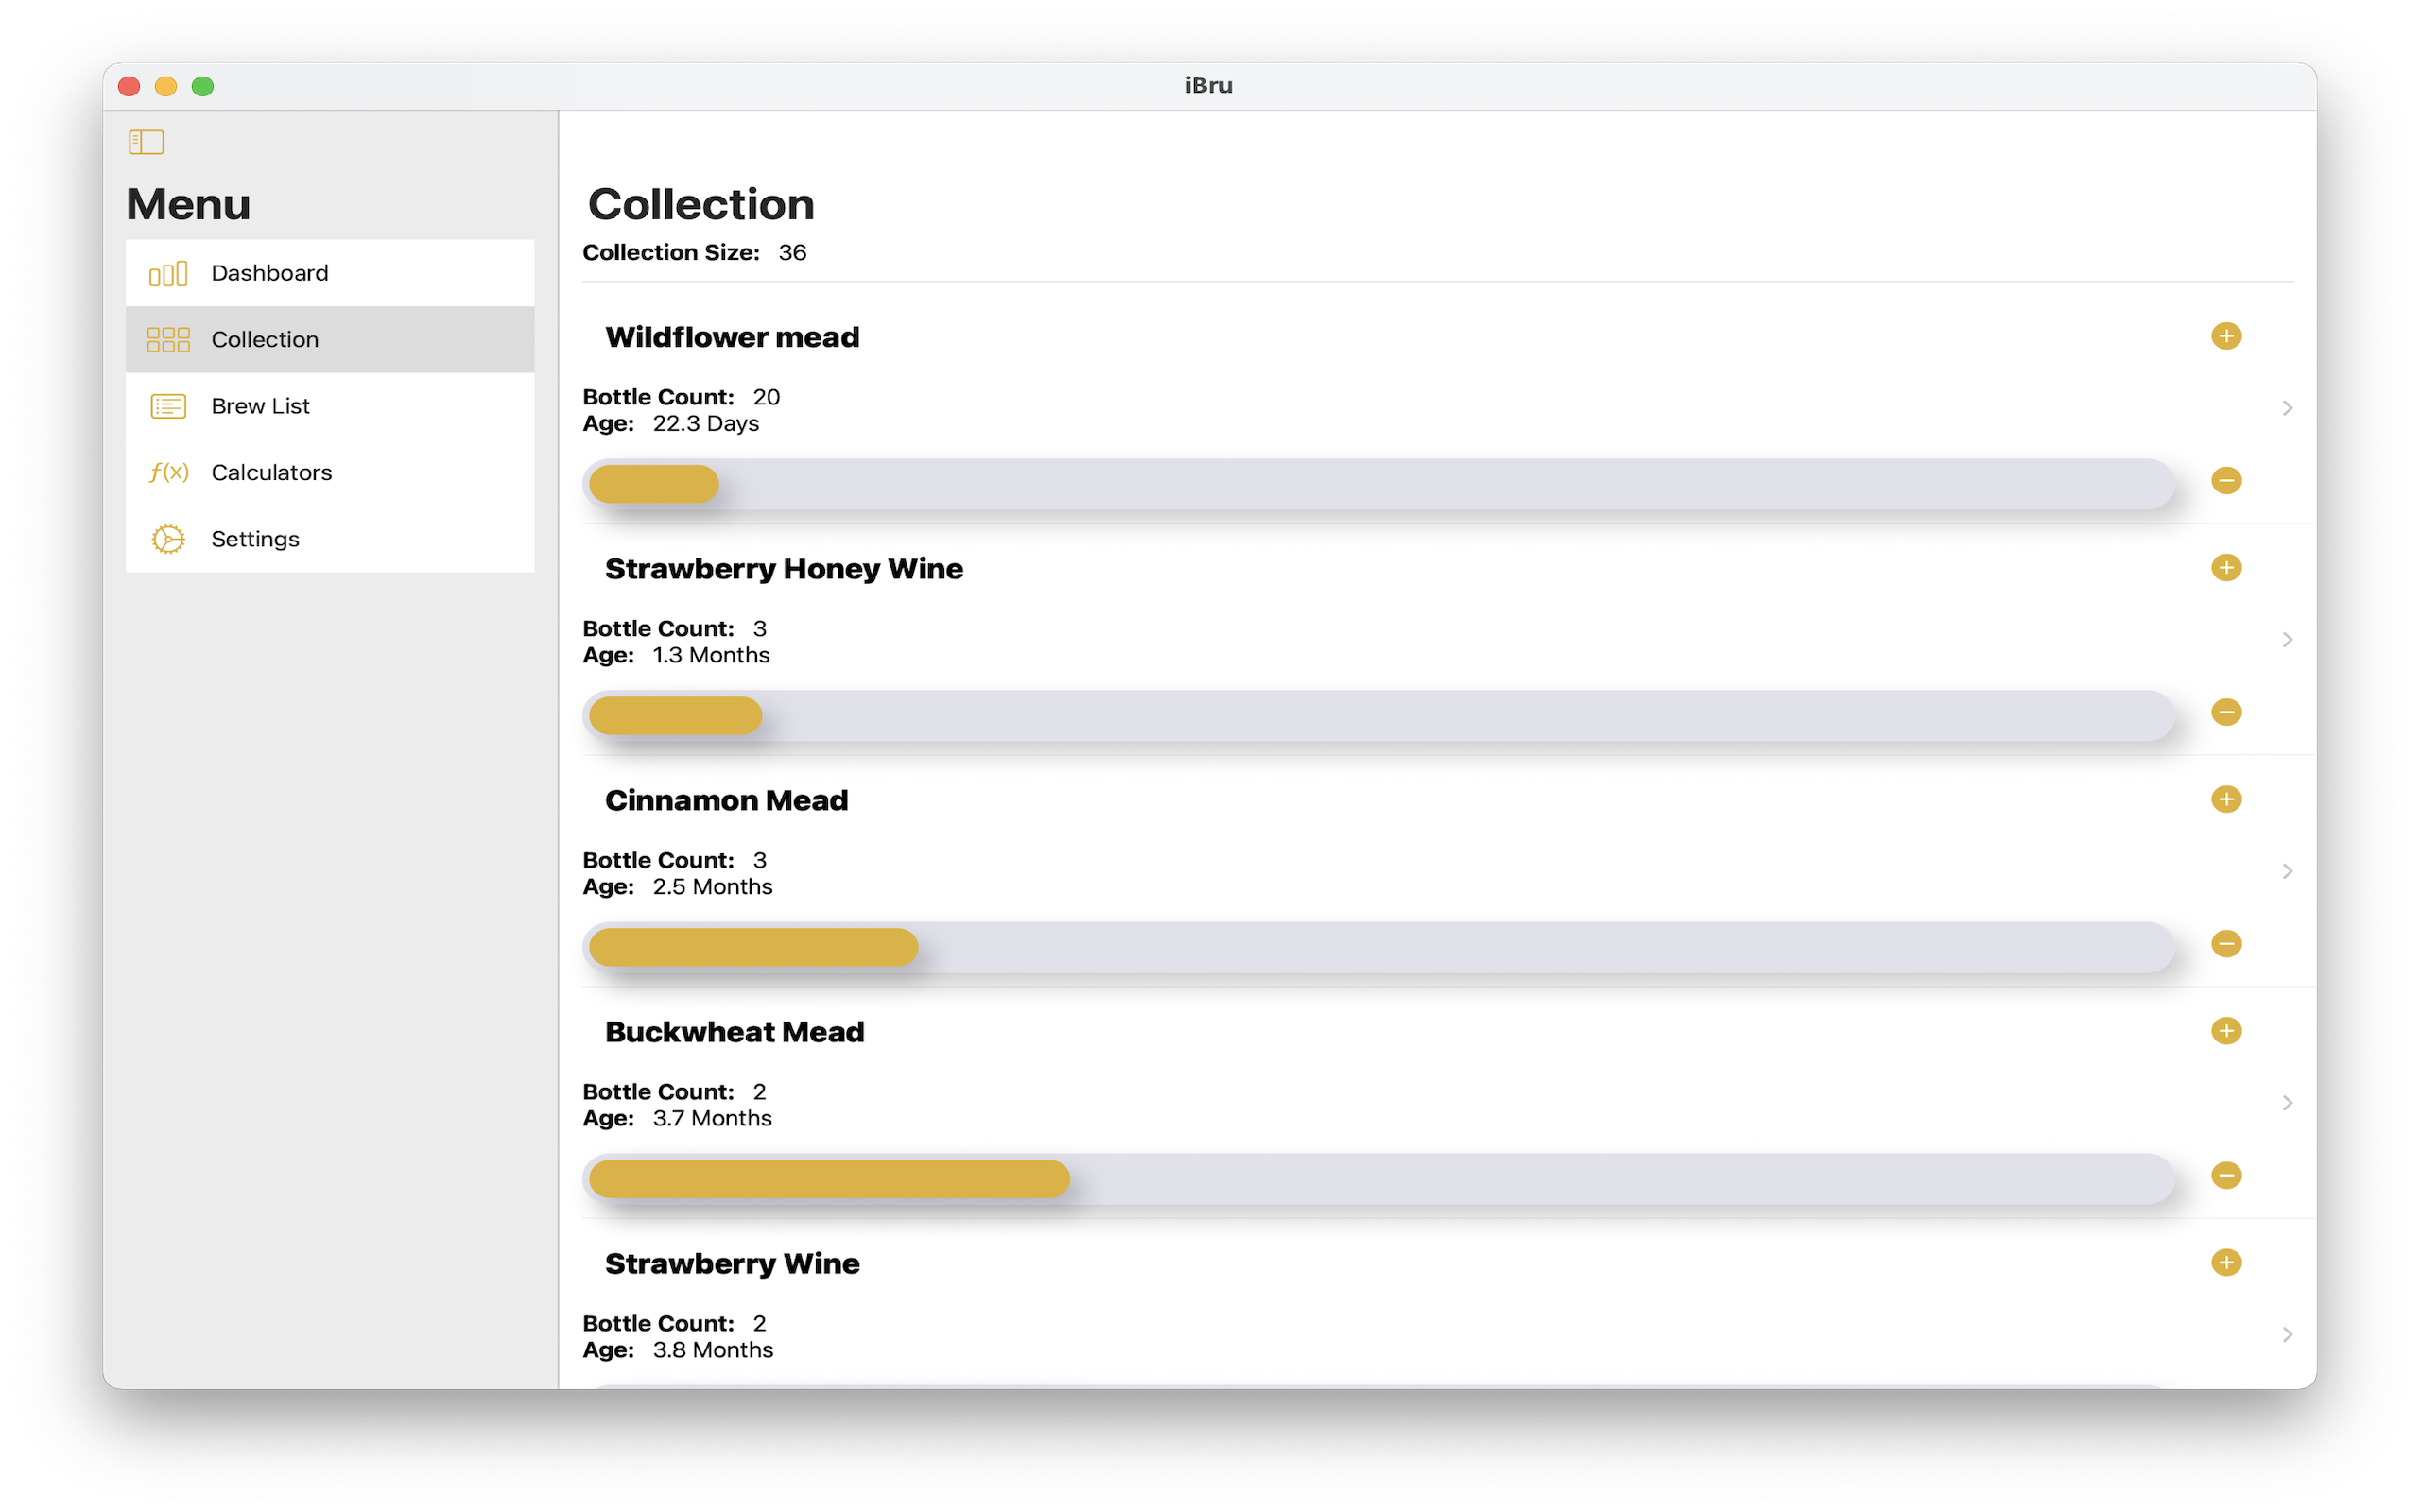 iBru
Menu
Dashboard
Collection
Brew List
f(x) Calculators
Settings
Collection
Collection Size: 36
Wildflower mead
Bottle Count: 20
Age: 22.3 Days
Strawberry Honey Wine
Bottle Count: 3
Age: 1.3 Months
Cinnamon Mead
Bottle Count: 3
Age: 2.5 Months
Buckwheat Mead
Bottle Count: 2
Age: 3.7 Months
Strawberry Wine
Bottle Count: 2
Age: 3.8 Months